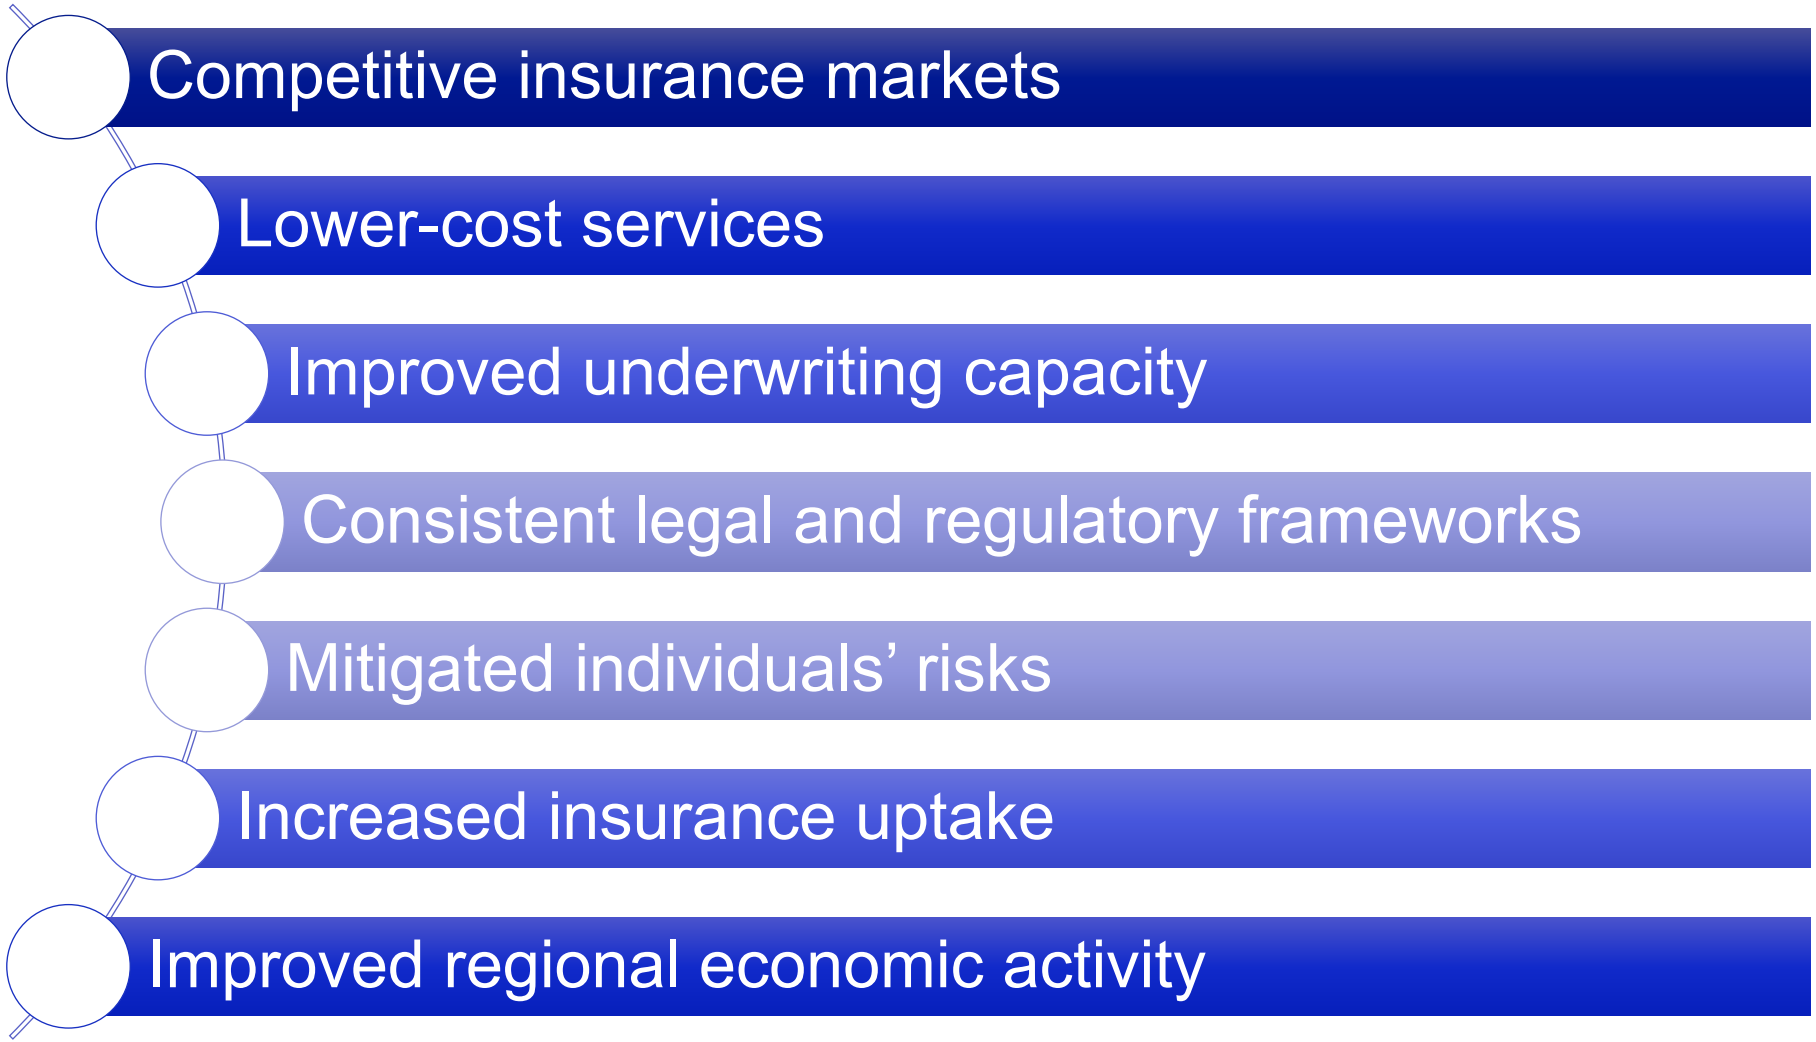 Competitive insurance markets
Lower-cost services
Improved underwriting capacity
Consistent legal and regulatory frameworks
Mitigated individuals’ risks
Increased insurance uptake
Improved regional economic activity